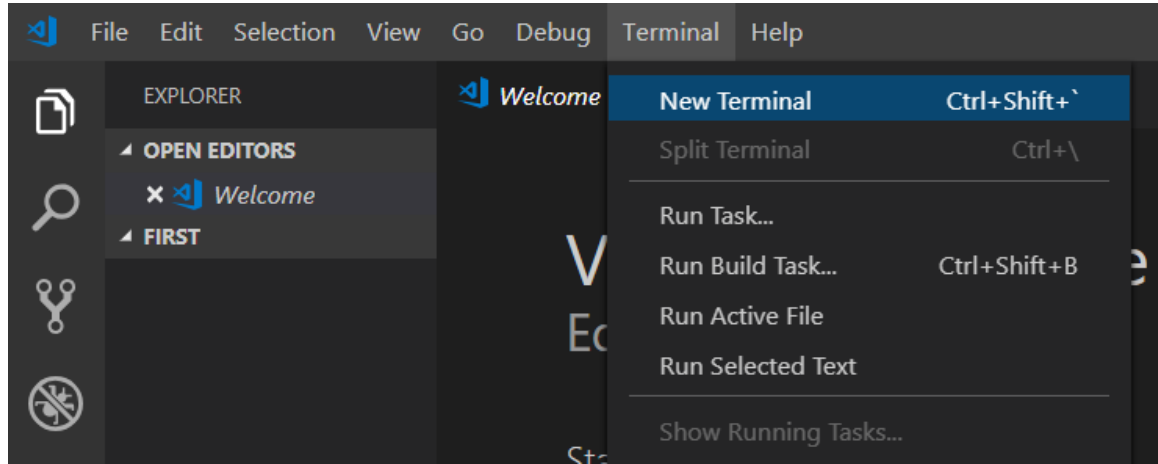 File Edit Selection View Go Debug Terminal Help
EXPLORER
OPEN EDITORS
Welcome
FIRST
Welcome
New Terminal Ctrl+Shift+`
Split Terminal Ctrl+\
Run Task...
Run Build Task... Ctrl+Shift+B
Run Active File
Run Selected Text
Show Running Tasks...